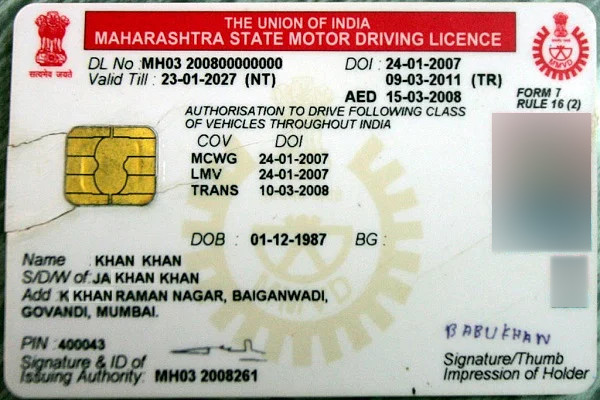 THE UNION OF INDIA
MAHARASHTRA STATE MOTOR DRIVING LICENCE
सत्यमेव जयते
MMVD
DL No : MH03 200800000000 DOI : 24-01-2007
Valid Till : 23-01-2027 (NT) 09-03-2011 (TR)
AED 15-03-2008
FORM 7
RULE 16 (2)
AUTHORISATION TO DRIVE FOLLOWING CLASS
OF VEHICLES THROUGHOUT INDIA
COV DOI
MCWG 24-01-2007
LMV 24-01-2007
TRANS 10-03-2008
DOB : 01-12-1987 BG :
MMVD
Name : KHAN KHAN
S/D/W of : JA KHAN KHAN
Add : K KHAN RAMAN NAGAR, BAIGANWADI,
GOVANDI, MUMBAI.
PIN : 400043
Signature & ID of
Issuing Authority: MH03 2008261
BABUKHAN
Signature/Thumb
Impression of Holder